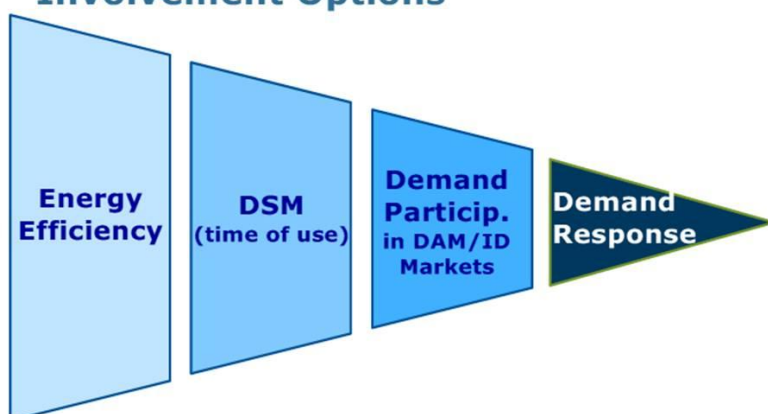 Involvement Options
Energy
Efficiency
DSM
(time of use)
Demand
Particip.
in DAM/ID
Markets
Demand
Response